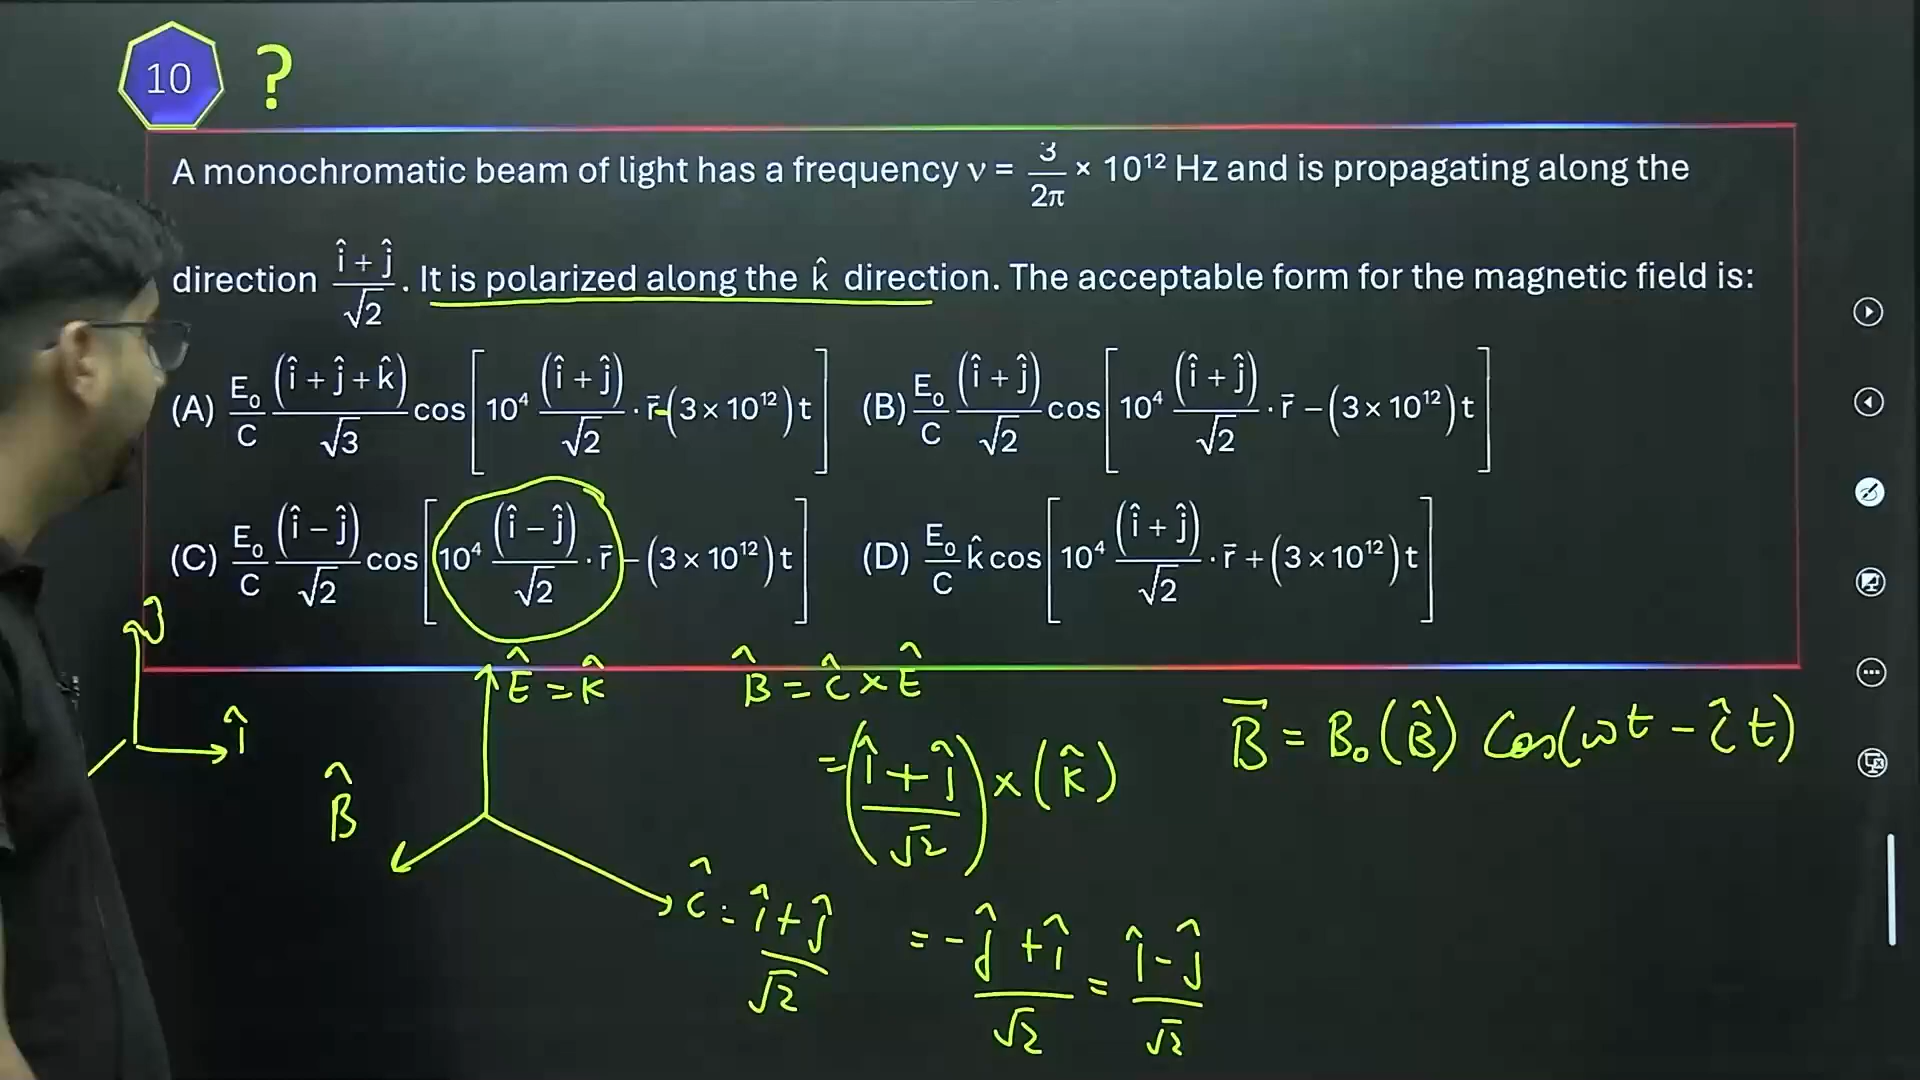 10 ?
A monochromatic beam of light has a frequency ν = 3/2π × 10¹² Hz and is propagating along the
direction (î + ĵ)/√2 . It is polarized along the k̂ direction. The acceptable form for the magnetic field is:
(A) E₀/C (î + ĵ + k̂)/√3 cos[10⁴ (î + ĵ)/√2 · r̄ - (3 × 10¹²) t] (B) E₀/C (î + ĵ)/√2 cos[10⁴ (î + ĵ)/√2 · r̄ − (3 × 10¹²) t]
(C) E₀/C (î − ĵ)/√2 cos[10⁴ (î − ĵ)/√2 · r̄ − (3 × 10¹²) t] (D) E₀/C k̂ cos[10⁴ (î + ĵ)/√2 · r̄ + (3 × 10¹²) t]
Ê = k̂ B̂ = Ĉ × Ê
î
= ((î + ĵ)/√2) × (k̂)
B̄ = B₀ (B̂) Cos(ωt − ĉt)
B̂
Ĉ = (î + ĵ)/√2
= (−ĵ + î)/√2 = (î − ĵ)/√2